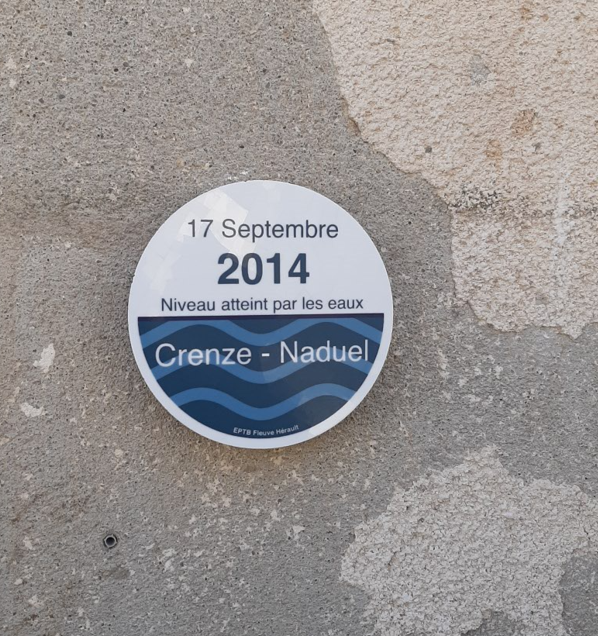 17 Septembre
2014
Niveau atteint par les eaux
Crenze - Naduel
EPTB Fleuve Hérault